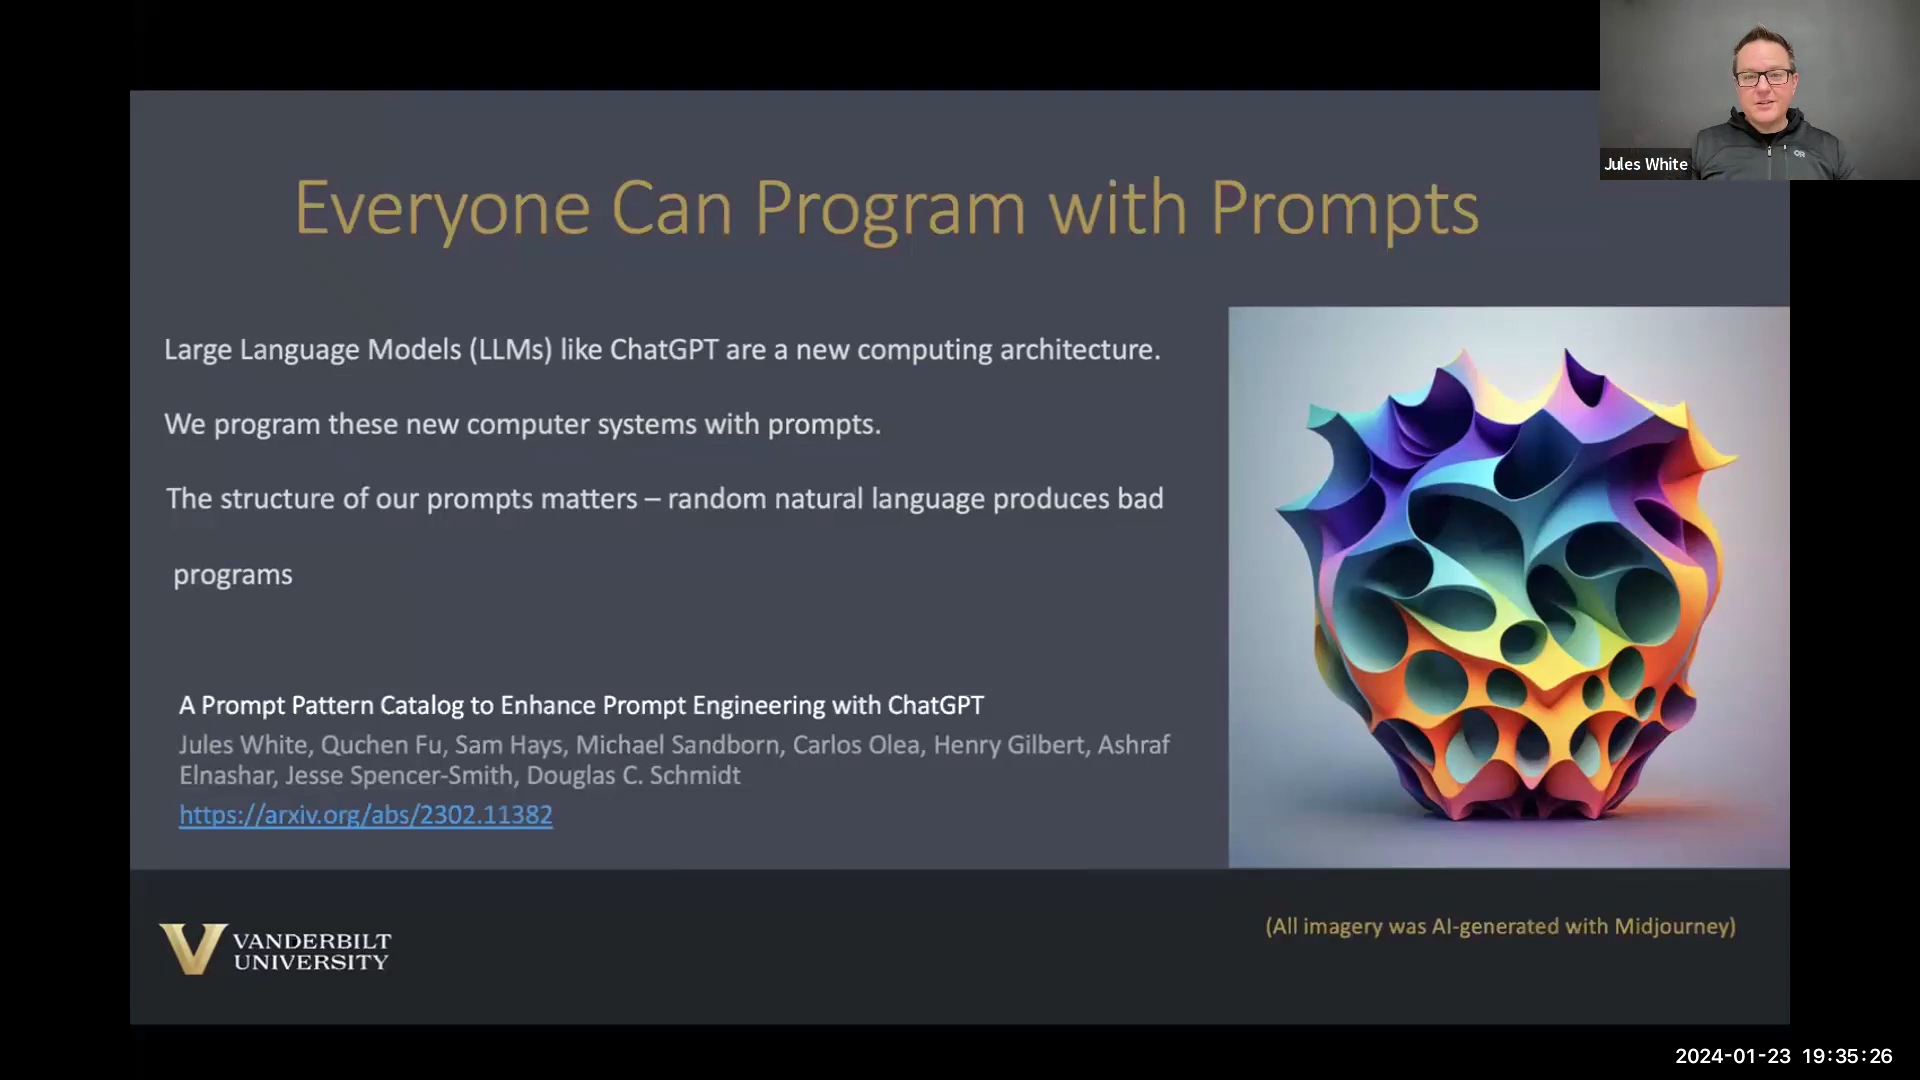 Jules White
Everyone Can Program with Prompts
Large Language Models (LLMs) like ChatGPT are a new computing architecture.
We program these new computer systems with prompts.
The structure of our prompts matters – random natural language produces bad
programs
A Prompt Pattern Catalog to Enhance Prompt Engineering with ChatGPT
Jules White, Quchen Fu, Sam Hays, Michael Sandborn, Carlos Olea, Henry Gilbert, Ashraf
Elnashar, Jesse Spencer-Smith, Douglas C. Schmidt
https://arxiv.org/abs/2302.11382
VANDERBILT
UNIVERSITY
(All imagery was AI-generated with Midjourney)
2024-01-23 19:35:26
OR